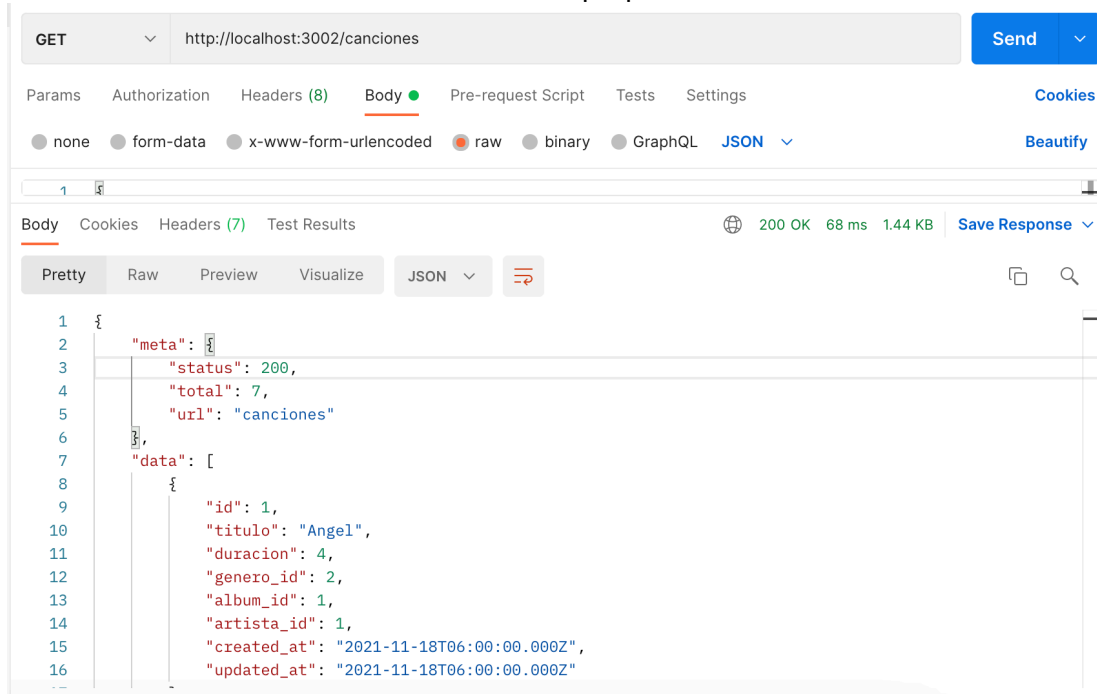 GET http://localhost:3002/canciones Send
Params Authorization Headers (8) Body Pre-request Script Tests Settings Cookies
none form-data x-www-form-urlencoded raw binary GraphQL JSON Beautify
1 {
Body Cookies Headers (7) Test Results 200 OK 68 ms 1.44 KB Save Response
Pretty Raw Preview Visualize JSON
1 {
2 "meta": {
3 "status": 200,
4 "total": 7,
5 "url": "canciones"
6 },
7 "data": [
8 {
9 "id": 1,
10 "titulo": "Angel",
11 "duracion": 4,
12 "genero_id": 2,
13 "album_id": 1,
14 "artista_id": 1,
15 "created_at": "2021-11-18T06:00:00.000Z",
16 "updated_at": "2021-11-18T06:00:00.000Z"